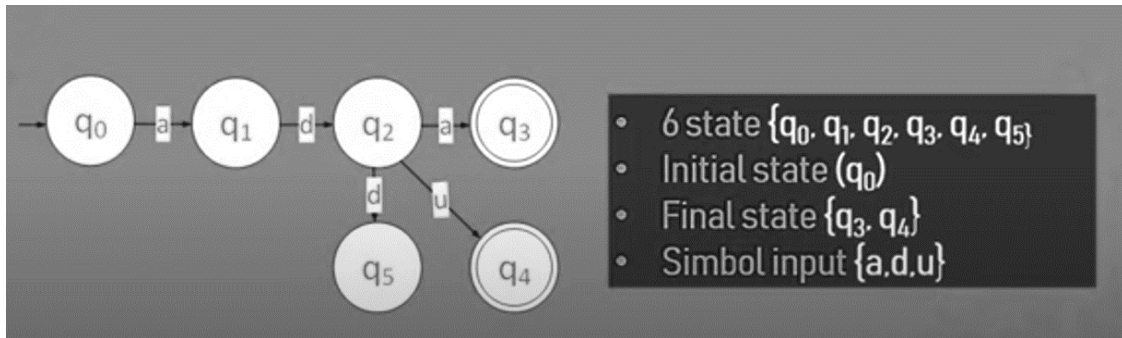 q0 a q1 d q2 a q3
d u
q5 q4
• 6 state {q0, q1, q2, q3, q4, q5}
• Initial state (q0)
• Final state {q3, q4}
• Simbol input {a,d,u}